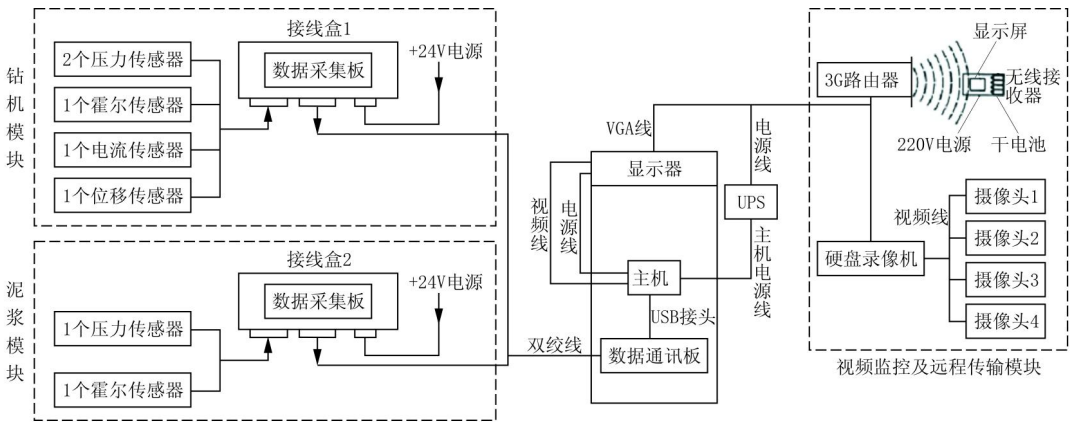 钻机模块
2个压力传感器
1个霍尔传感器
1个电流传感器
1个位移传感器
接线盒1
数据采集板
+24V电源
泥浆模块
1个压力传感器
1个霍尔传感器
接线盒2
数据采集板
+24V电源
双绞线
VGA线
显示器
视频线
电源线
主机
USB接头
数据通讯板
电源线
UPS
主机电源线
3G路由器
显示屏
无线接
收器
220V电源
干电池
视频线
硬盘录像机
摄像头1
摄像头2
摄像头3
摄像头4
视频监控及远程传输模块